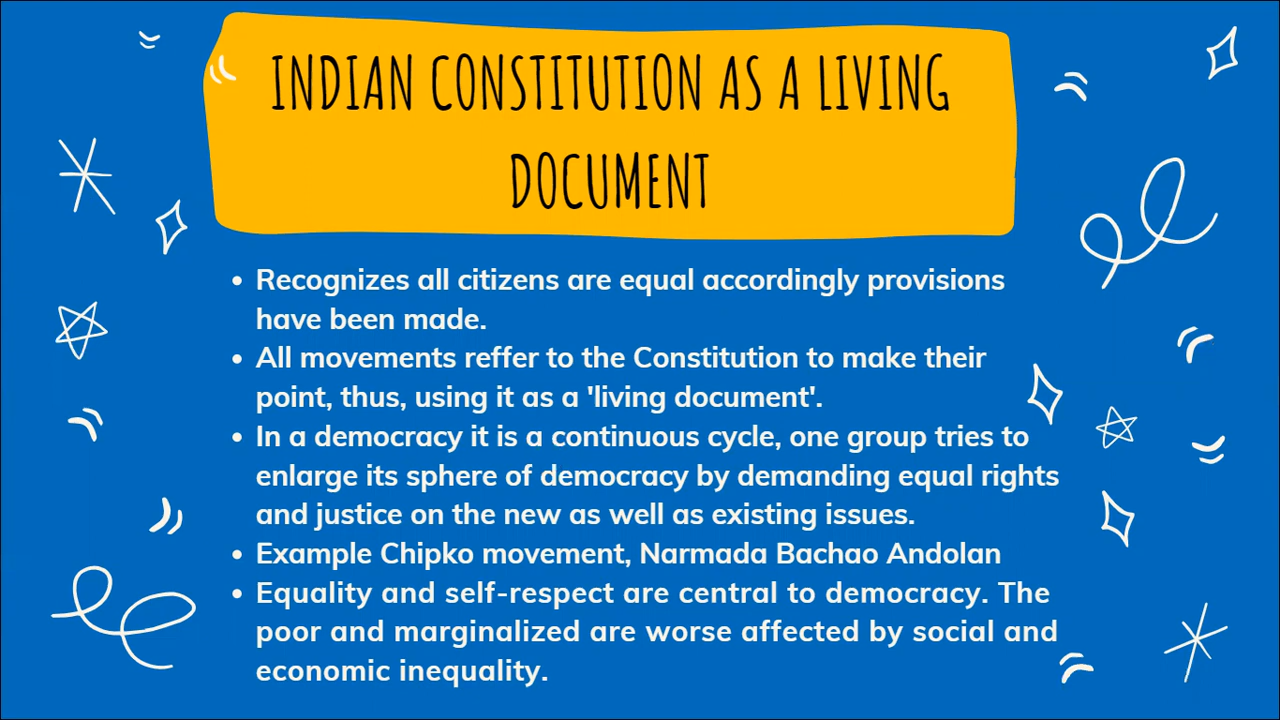 INDIAN CONSTITUTION AS A LIVING
DOCUMENT
• Recognizes all citizens are equal accordingly provisions
have been made.
• All movements reffer to the Constitution to make their
point, thus, using it as a 'living document'.
• In a democracy it is a continuous cycle, one group tries to
enlarge its sphere of democracy by demanding equal rights
and justice on the new as well as existing issues.
• Example Chipko movement, Narmada Bachao Andolan
• Equality and self-respect are central to democracy. The
poor and marginalized are worse affected by social and
economic inequality.